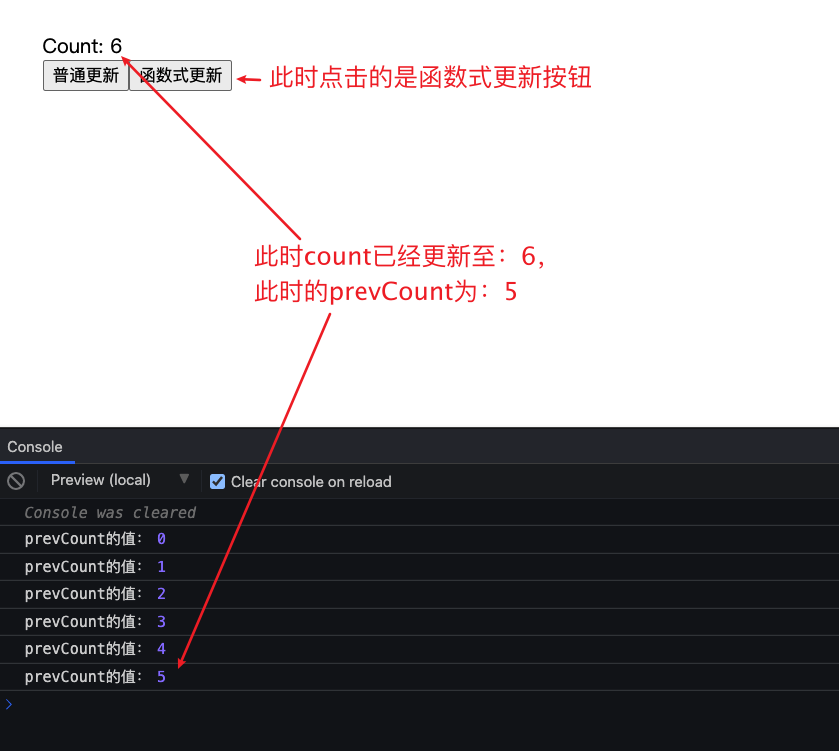 Count: 6
普通更新 函数式更新
此时点击的是函数式更新按钮
此时count已经更新至：6，
此时的prevCount为：5
Console
Preview (local) ▼ Clear console on reload
Console was cleared
prevCount的值： 0
prevCount的值： 1
prevCount的值： 2
prevCount的值： 3
prevCount的值： 4
prevCount的值： 5
>